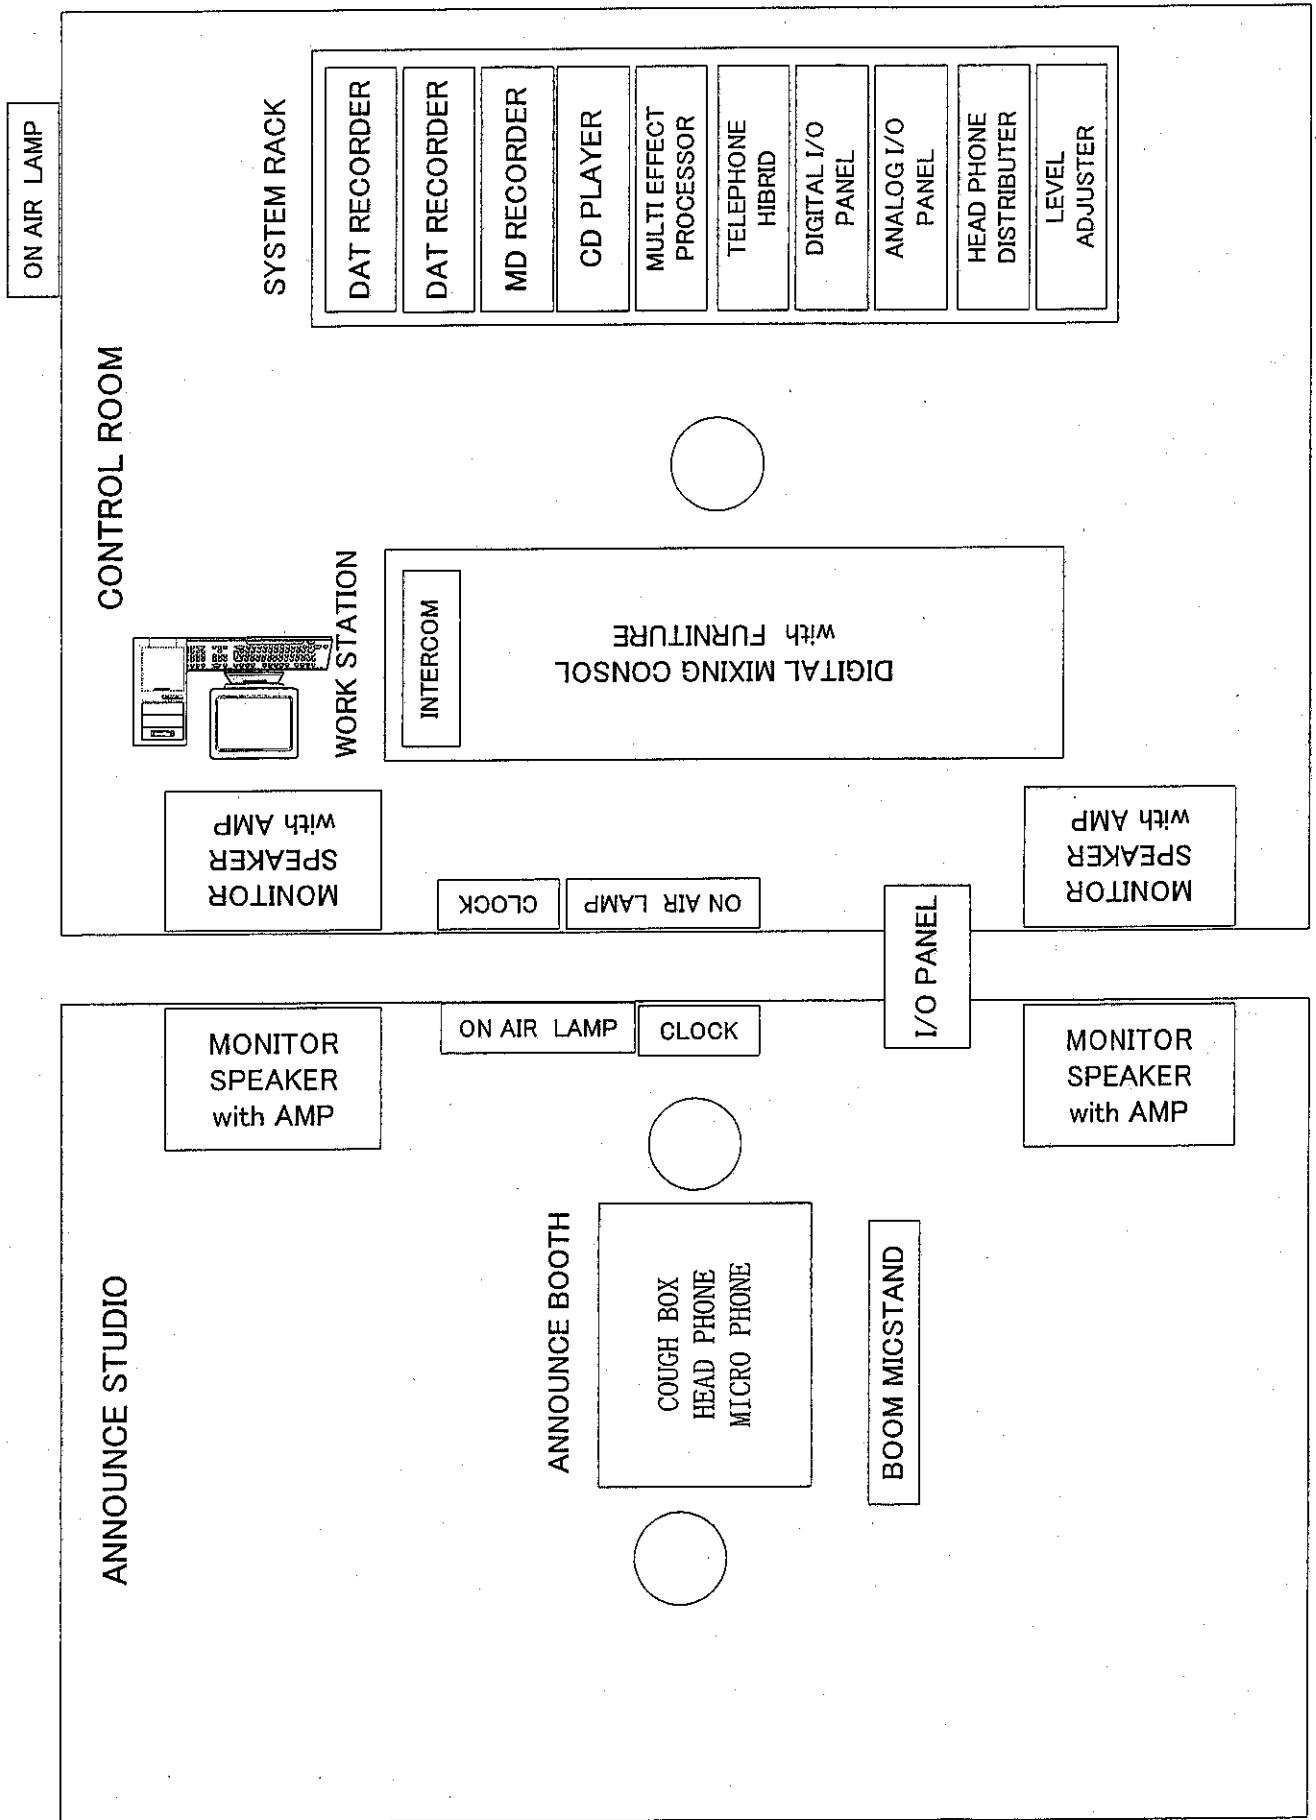 ON AIR LAMP
CONTROL ROOM
SYSTEM RACK
DAT RECORDER
DAT RECORDER
MD RECORDER
CD PLAYER
MULTI EFFECT
PROCESSOR
TELEPHONE
HIBRID
DIGITAL I/O
PANEL
ANALOG I/O
PANEL
HEAD PHONE
DISTRIBUTER
LEVEL
ADJUSTER
WORK STATION
INTERCOM
DIGITAL MIXING CONSOL
with FURNITURE
MONITOR
SPEAKER
with AMP
CLOCK
ON AIR LAMP
MONITOR
SPEAKER
with AMP
I/O PANEL
ANNOUNCE STUDIO
MONITOR
SPEAKER
with AMP
ON AIR LAMP
CLOCK
MONITOR
SPEAKER
with AMP
ANNOUNCE BOOTH
COUGH BOX
HEAD PHONE
MICRO PHONE
BOOM MICSTAND